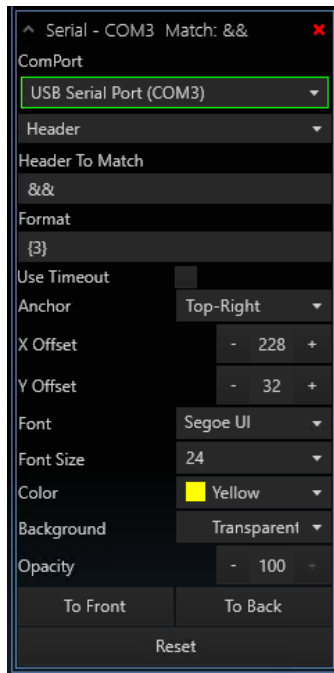 Serial - COM3 Match: &&
ComPort
USB Serial Port (COM3)
Header
Header To Match
&&
Format
{3}
Use Timeout
Anchor Top-Right
X Offset - 228 +
Y Offset - 32 +
Font Segoe UI
Font Size 24
Color Yellow
Background Transparent
Opacity - 100 +
To Front To Back
Reset